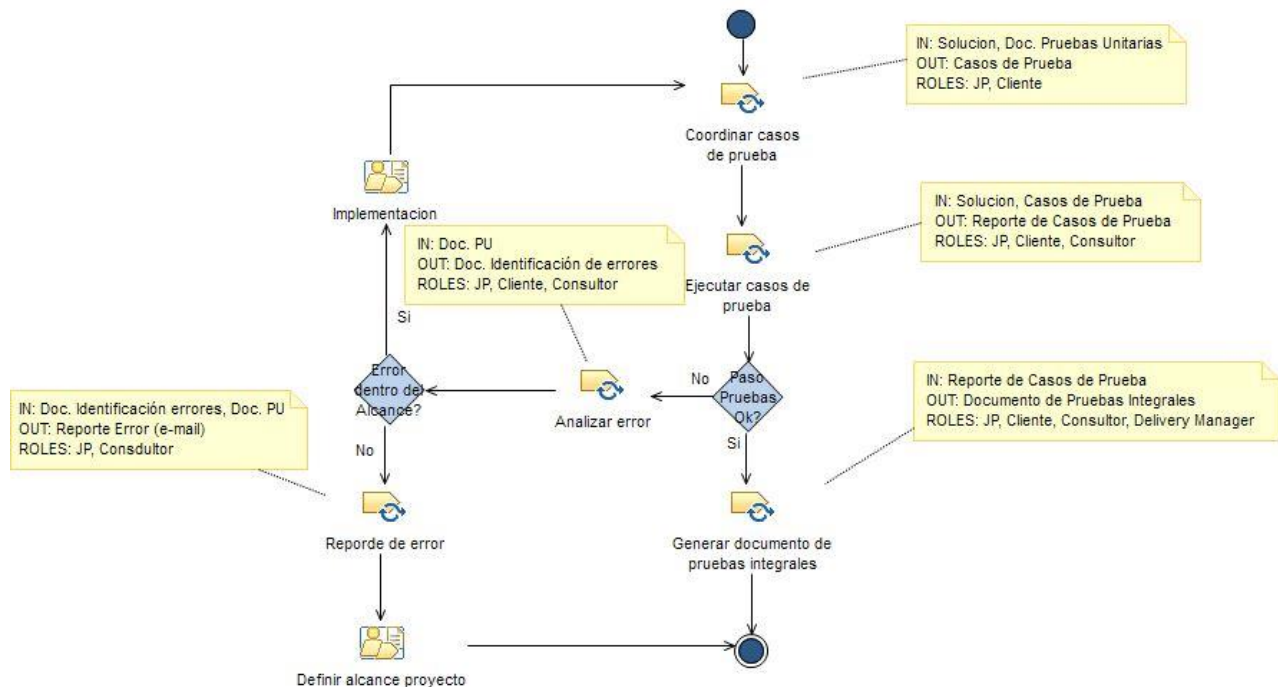 IN: Solucion, Doc. Pruebas Unitarias
OUT: Casos de Prueba
ROLES: JP, Cliente
Coordinar casos
de prueba
Implementacion
IN: Solucion, Casos de Prueba
OUT: Reporte de Casos de Prueba
ROLES: JP, Cliente, Consultor
IN: Doc. PU
OUT: Doc. Identificación de errores
ROLES: JP, Cliente, Consultor
Ejecutar casos de
prueba
Si
Error
dentro del
Alcance?
No
Paso
Pruebas
Ok?
Analizar error
IN: Reporte de Casos de Prueba
OUT: Documento de Pruebas Integrales
ROLES: JP, Cliente, Consultor, Delivery Manager
IN: Doc. Identificación errores, Doc. PU
OUT: Reporte Error (e-mail)
ROLES: JP, Consdultor
No
Si
Reporde de error
Generar documento de
pruebas integrales
Definir alcance proyecto